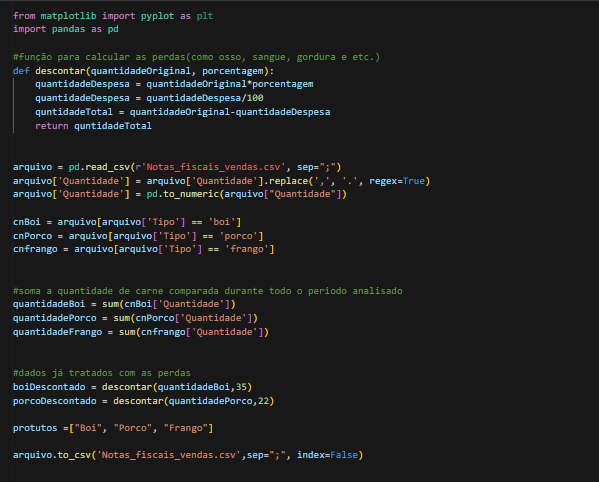 from matplotlib import pyplot as plt
import pandas as pd
#função para calcular as perdas(como osso, sangue, gordura e etc.)
def descontar(quantidadeOriginal, porcentagem):
quantidadeDespesa = quantidadeOriginal*porcentagem
quantidadeDespesa = quantidadeDespesa/100
quntidadeTotal = quantidadeOriginal-quantidadeDespesa
return quntidadeTotal
arquivo = pd.read_csv(r'Notas_fiscais_vendas.csv', sep=";")
arquivo['Quantidade'] = arquivo['Quantidade'].replace(',', '.', regex=True)
arquivo['Quantidade'] = pd.to_numeric(arquivo["Quantidade"])
cnBoi = arquivo[arquivo['Tipo'] == 'boi']
cnPorco = arquivo[arquivo['Tipo'] == 'porco']
cnfrango = arquivo[arquivo['Tipo'] == 'frango']
#soma a quantidade de carne comparada durante todo o periodo analisado
quantidadeBoi = sum(cnBoi['Quantidade'])
quantidadePorco = sum(cnPorco['Quantidade'])
quantidadeFrango = sum(cnfrango['Quantidade'])
#dados já tratados com as perdas
boiDescontado = descontar(quantidadeBoi,35)
porcoDescontado = descontar(quantidadePorco,22)
protutos =["Boi", "Porco", "Frango"]
arquivo.to_csv('Notas_fiscais_vendas.csv',sep=";", index=False)